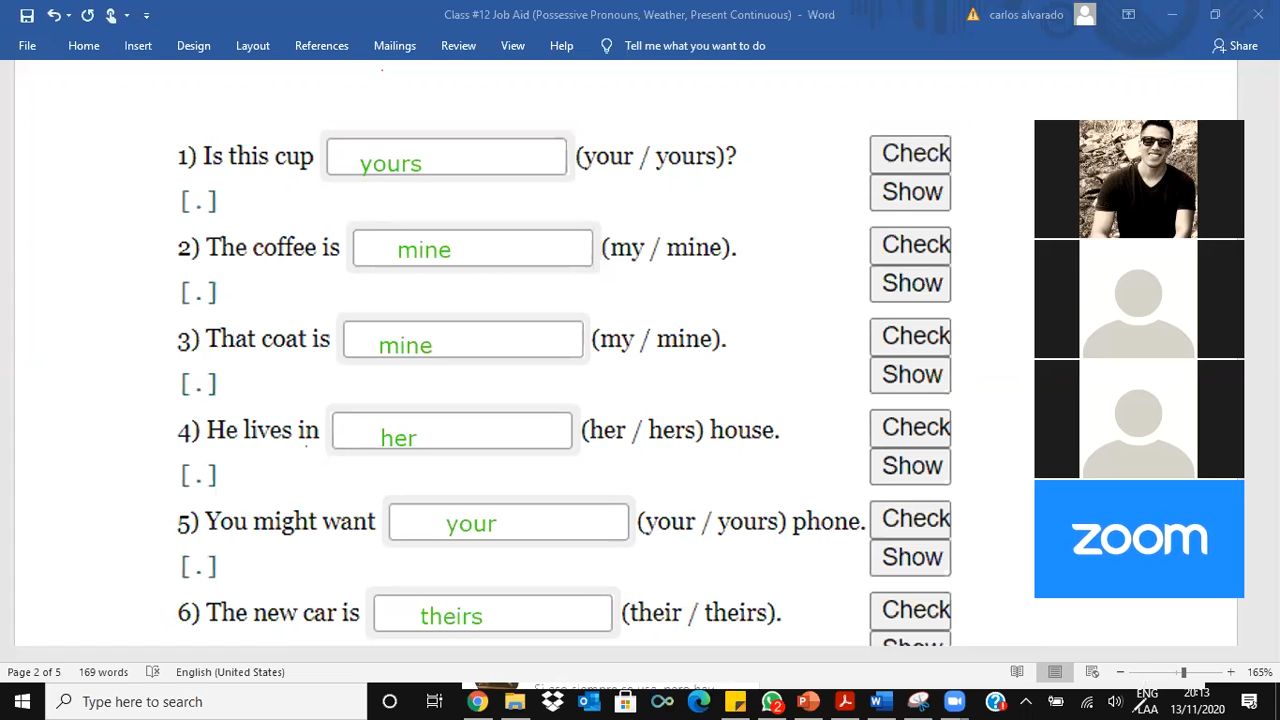 Class #12 Job Aid (Possessive Pronouns, Weather, Present Continuous) - Word
carlos alvarado
File Home Insert Design Layout References Mailings Review View Help Tell me what you want to do Share
1) Is this cup yours (your / yours)? Check
[ . ] Show
2) The coffee is mine (my / mine). Check
[ . ] Show
3) That coat is mine (my / mine). Check
[ . ] Show
4) He lives in her (her / hers) house. Check
[ . ] Show
5) You might want your (your / yours) phone. Check
[ . ] Show
6) The new car is theirs (their / theirs). Check
zoom
Page 2 of 5 169 words English (United States) 165%
Type here to search
ENG 20:13
LAA 13/11/2020